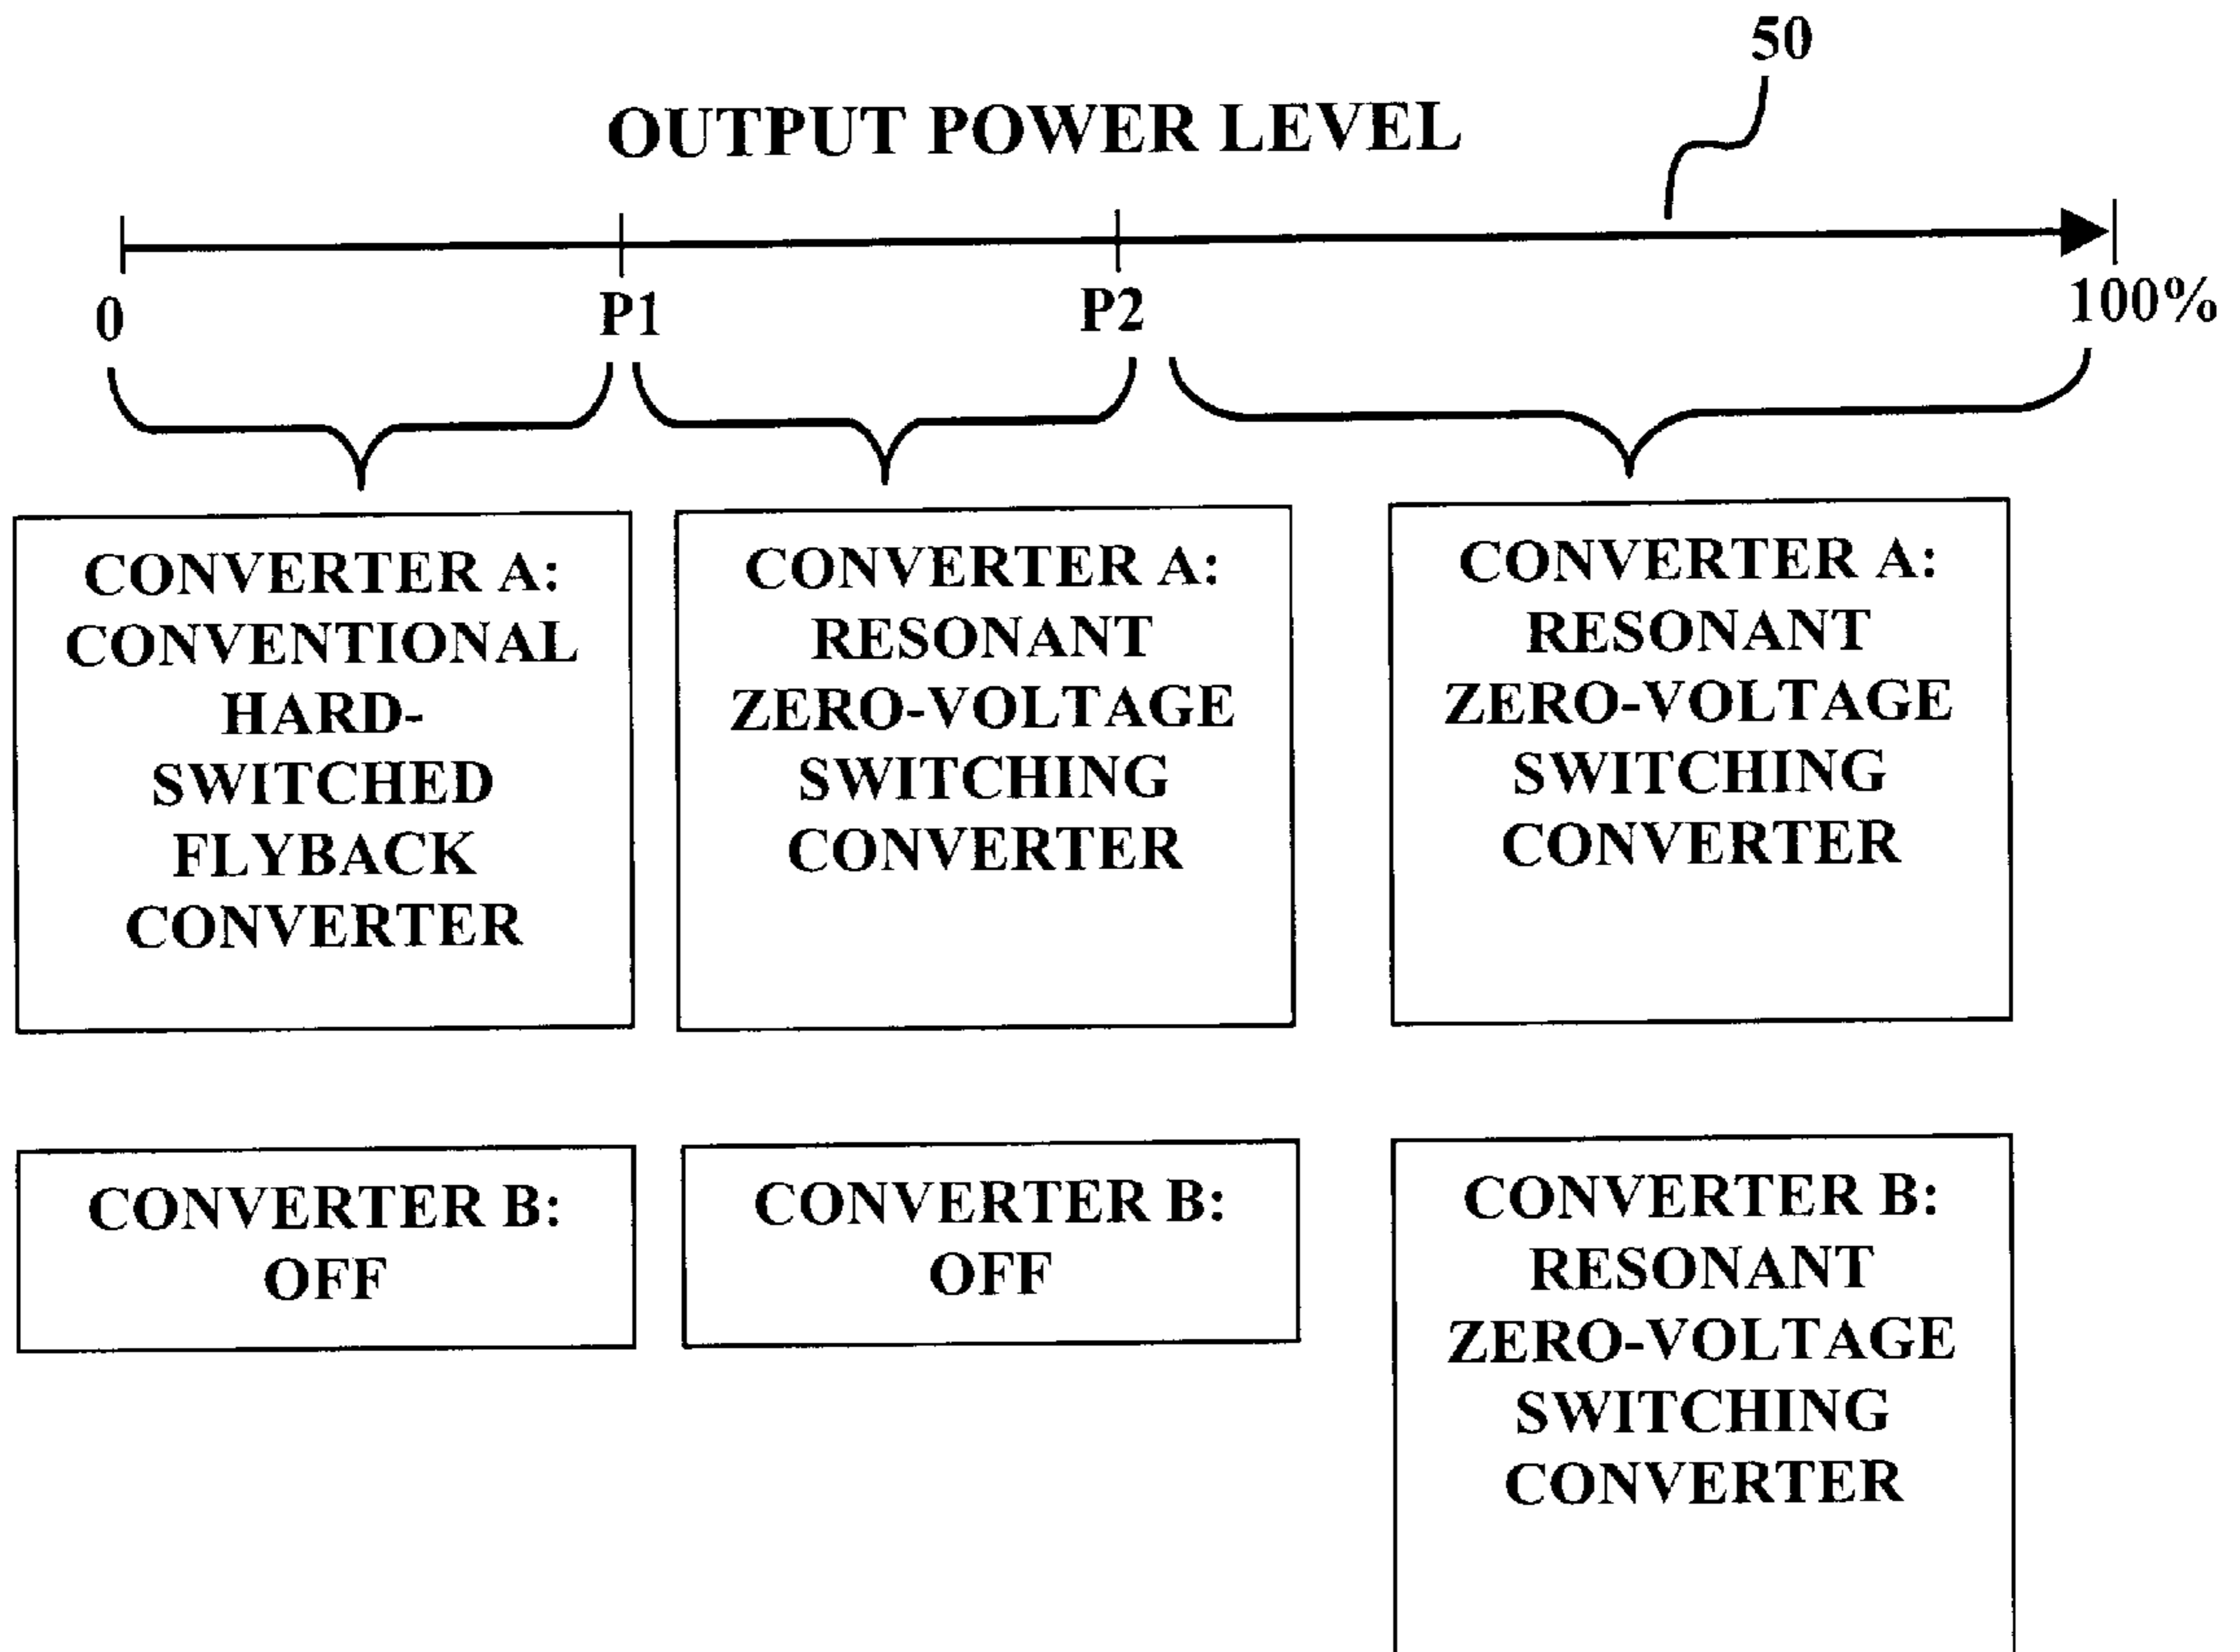 50
OUTPUT POWER LEVEL
0
P1
P2
100%
CONVERTER A:
CONVENTIONAL
HARD-
SWITCHED
FLYBACK
CONVERTER
CONVERTER A:
RESONANT
ZERO-VOLTAGE
SWITCHING
CONVERTER
CONVERTER A:
RESONANT
ZERO-VOLTAGE
SWITCHING
CONVERTER
CONVERTER B:
OFF
CONVERTER B:
OFF
CONVERTER B:
RESONANT
ZERO-VOLTAGE
SWITCHING
CONVERTER